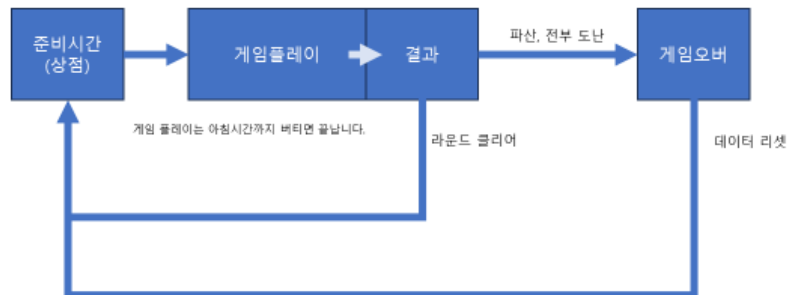 준비시간
(상점)
게임플레이
결과
파산, 전부 도난
게임오버
게임 플레이는 아침시간까지 버티면 끝납니다.
라운드 클리어
데이터 리셋